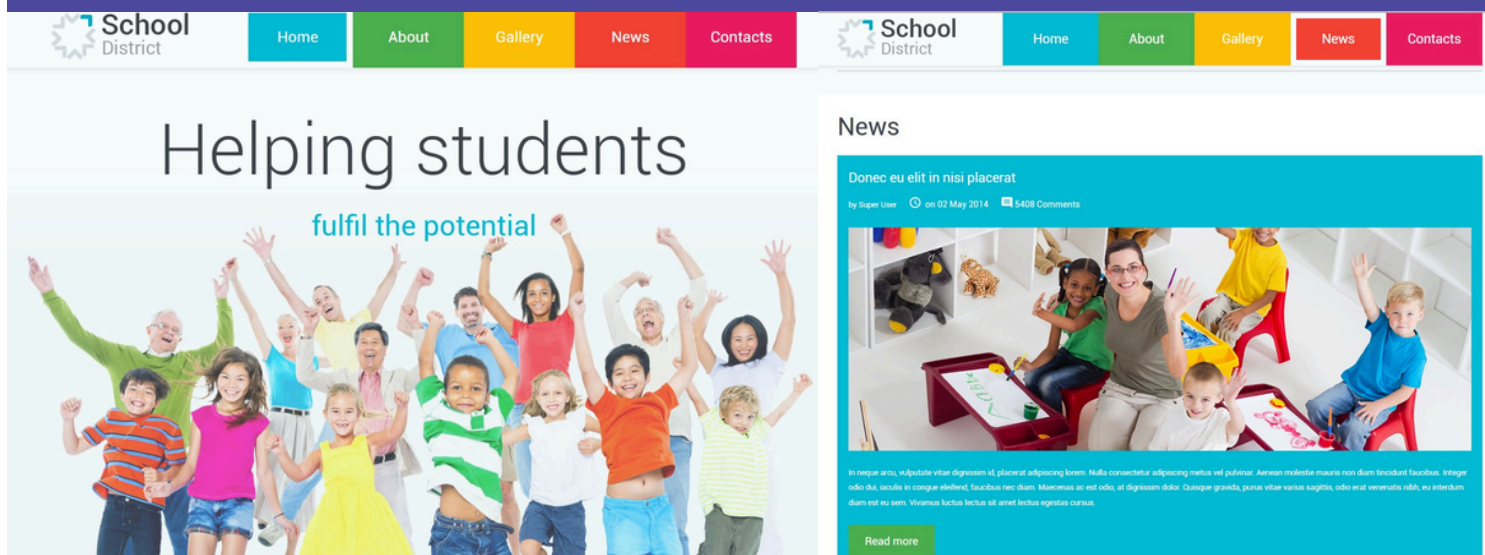 School
District
Home
About
Gallery
News
Contacts
Helping students
fulfil the potential
School
District
Home
About
Gallery
News
Contacts
News
Donec eu elit in nisi placerat
by Super User on 02 May 2014 5408 Comments
In neque arcu, vulputate vitae dignissim id, placerat adipiscing lorem. Nulla consectetur adipiscing metus vel pulvinar. Aenean molestie mauris non diam tincidunt faucibus. Integer
odio dui, iaculis in congue eleifend, faucibus nec diam. Maecenas ac est odio, at dignissim dolor. Quisque gravida, purus vitae varius sagittis, odio erat venenatis nibh, eu interdum
diam est eu sem. Vivamus luctus lectus sit amet lectus egestas cursus.
Read more